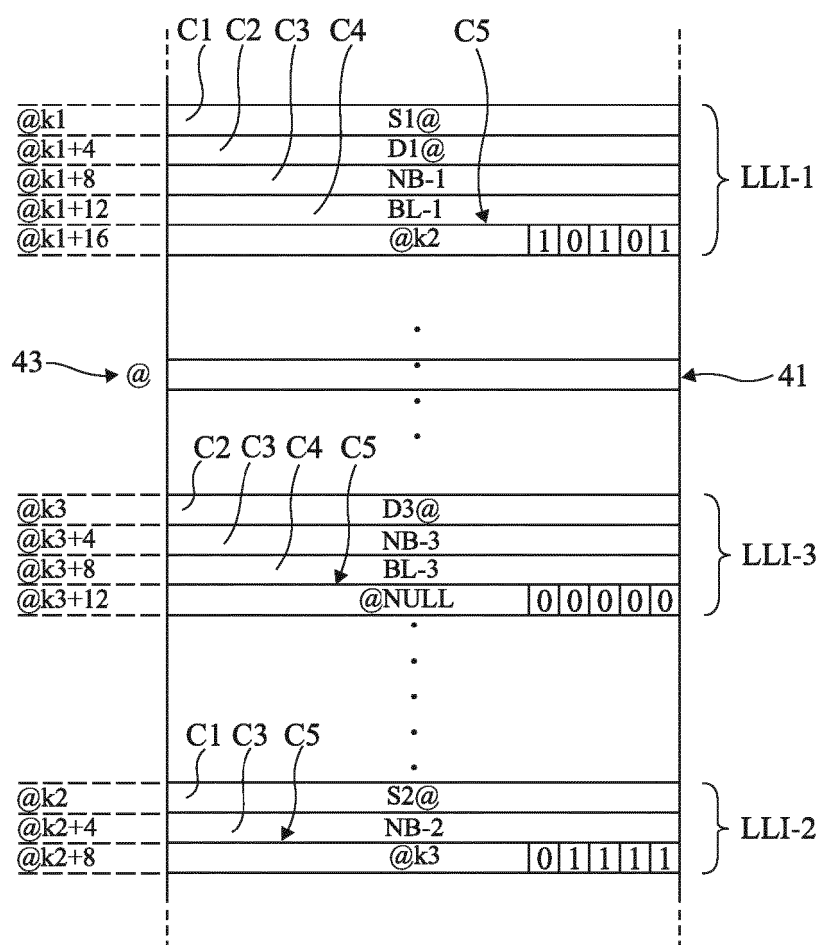 C1 C2 C3 C4 C5
@k1 S1@
@k1+4 D1@
@k1+8 NB-1
@k1+12 BL-1
@k1+16 @k2 1 0 1 0 1
LLI-1
43 @ 41
C2 C3 C4 C5
@k3 D3@
@k3+4 NB-3
@k3+8 BL-3
@k3+12 @NULL 0 0 0 0 0
LLI-3
C1 C3 C5
@k2 S2@
@k2+4 NB-2
@k2+8 @k3 0 1 1 1 1
LLI-2